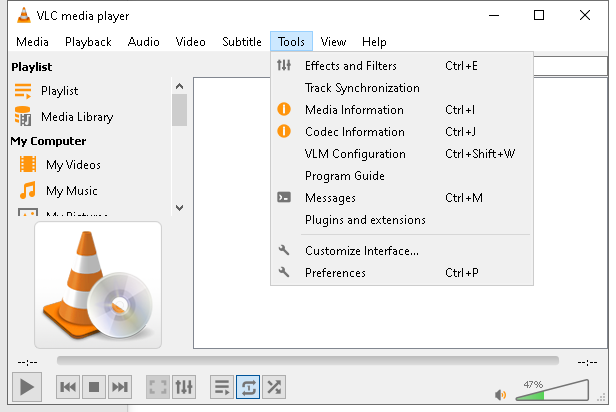 VLC media player
Media Playback Audio Video Subtitle Tools View Help
Playlist
Playlist
Media Library
My Computer
My Videos
My Music
My Pictures
Effects and Filters Ctrl+E
Track Synchronization
Media Information Ctrl+I
Codec Information Ctrl+J
VLM Configuration Ctrl+Shift+W
Program Guide
Messages Ctrl+M
Plugins and extensions
Customize Interface...
Preferences Ctrl+P
--:-- --:--
47%